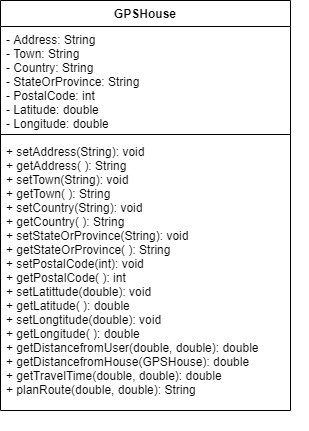 GPSHouse
- Address: String
- Town: String
- Country: String
- StateOrProvince: String
- PostalCode: int
- Latitude: double
- Longitude: double
+ setAddress(String): void
+ getAddress( ): String
+ setTown(String): void
+ getTown( ): String
+ setCountry(String): void
+ getCountry( ): String
+ setStateOrProvince(String): void
+ getStateOrProvince( ): String
+ setPostalCode(int): void
+ getPostalCode( ): int
+ setLatittude(double): void
+ getLatitude( ): double
+ setLongtitude(double): void
+ getLongitude( ): double
+ getDistancefromUser(double, double): double
+ getDistancefromHouse(GPSHouse): double
+ getTravelTime(double, double): double
+ planRoute(double, double): String